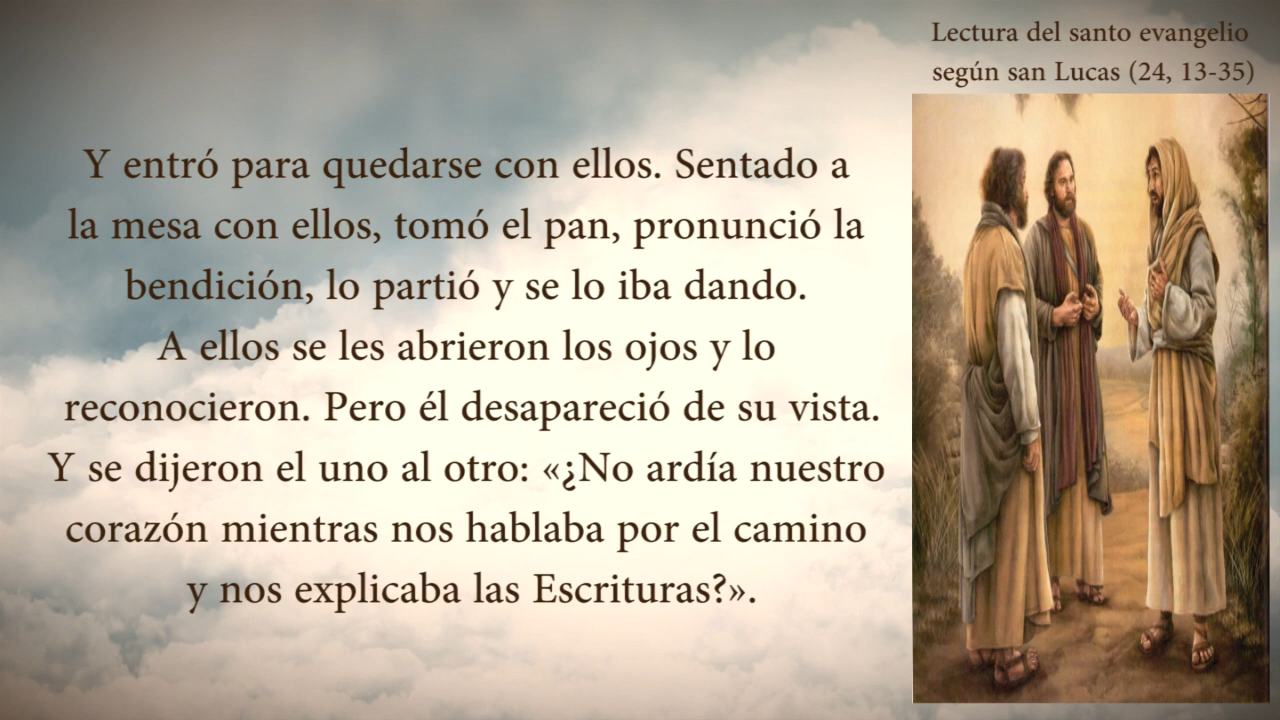 Lectura del santo evangelio
según san Lucas (24, 13-35)
Y entró para quedarse con ellos. Sentado a
la mesa con ellos, tomó el pan, pronunció la
bendición, lo partió y se lo iba dando.
A ellos se les abrieron los ojos y lo
reconocieron. Pero él desapareció de su vista.
Y se dijeron el uno al otro: «¿No ardía nuestro
corazón mientras nos hablaba por el camino
y nos explicaba las Escrituras?».